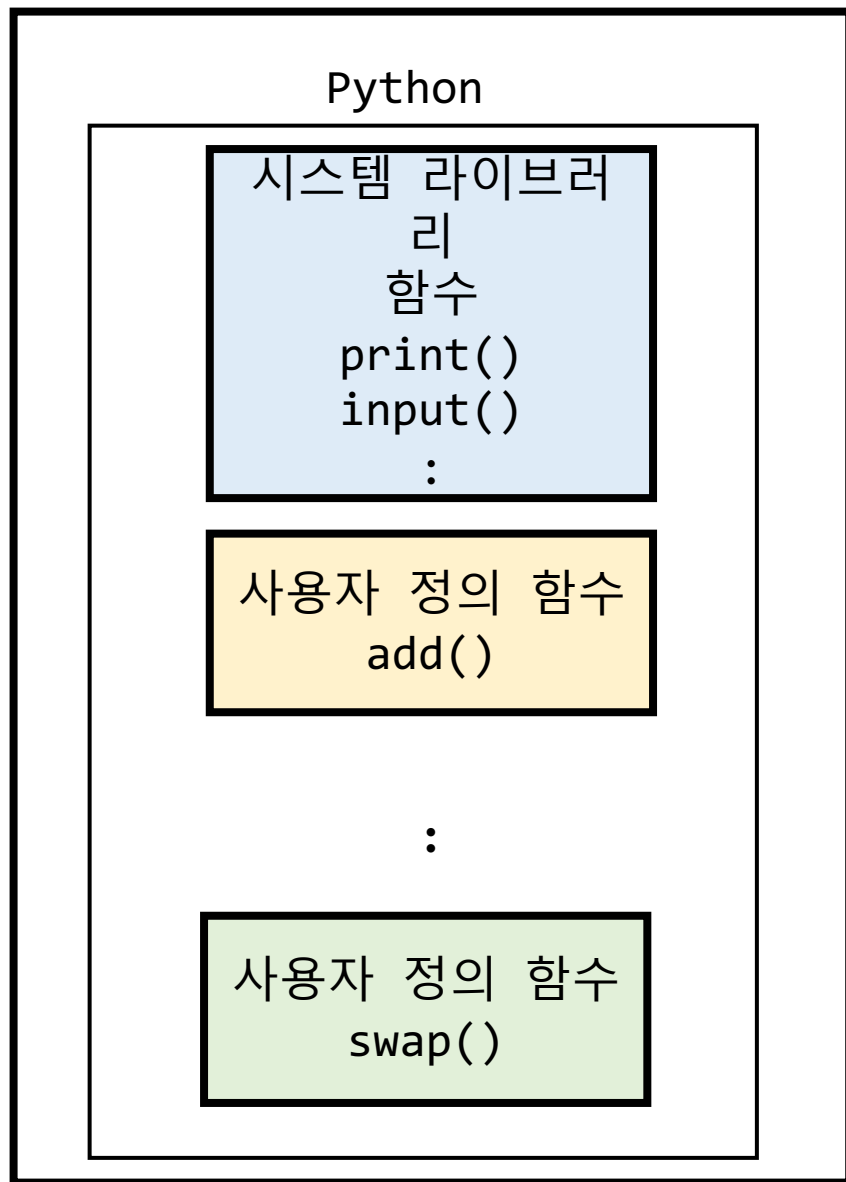 Python
시스템 라이브러
리
함수
print()
input()
:
사용자 정의 함수
add()
:
사용자 정의 함수
swap()